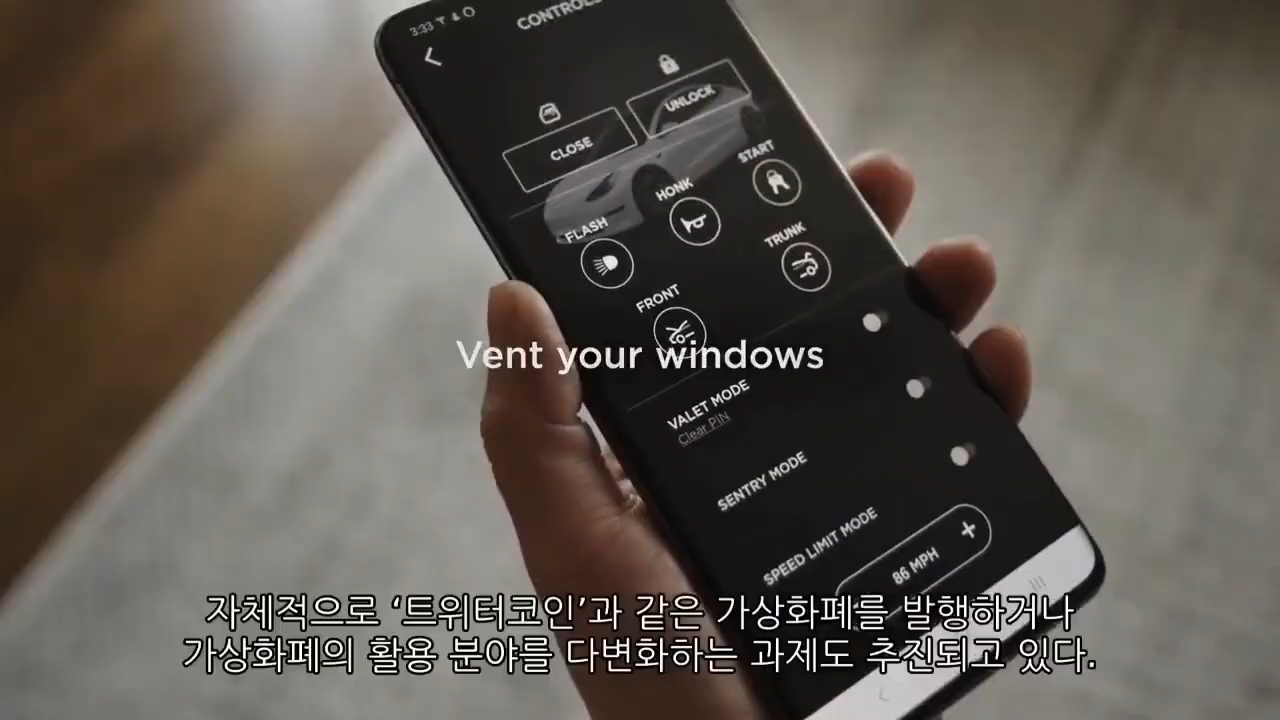 3:33
CONTROLS
CLOSE
UNLOCK
FLASH
HONK
START
FRONT
TRUNK
Vent your windows
VALET MODE
Clear PIN
SENTRY MODE
SPEED LIMIT MODE
86 MPH +
자체적으로 ‘트위터코인’과 같은 가상화폐를 발행하거나
가상화폐의 활용 분야를 다변화하는 과제도 추진되고 있다.